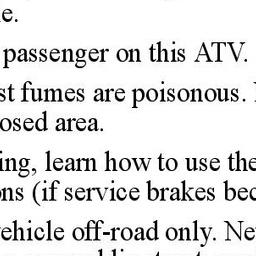 e.
passenger on this ATV.
st fumes are poisonous.
osed area.
ing, learn how to use the
ns (if service brakes bec
ehicle off-road only. Ne